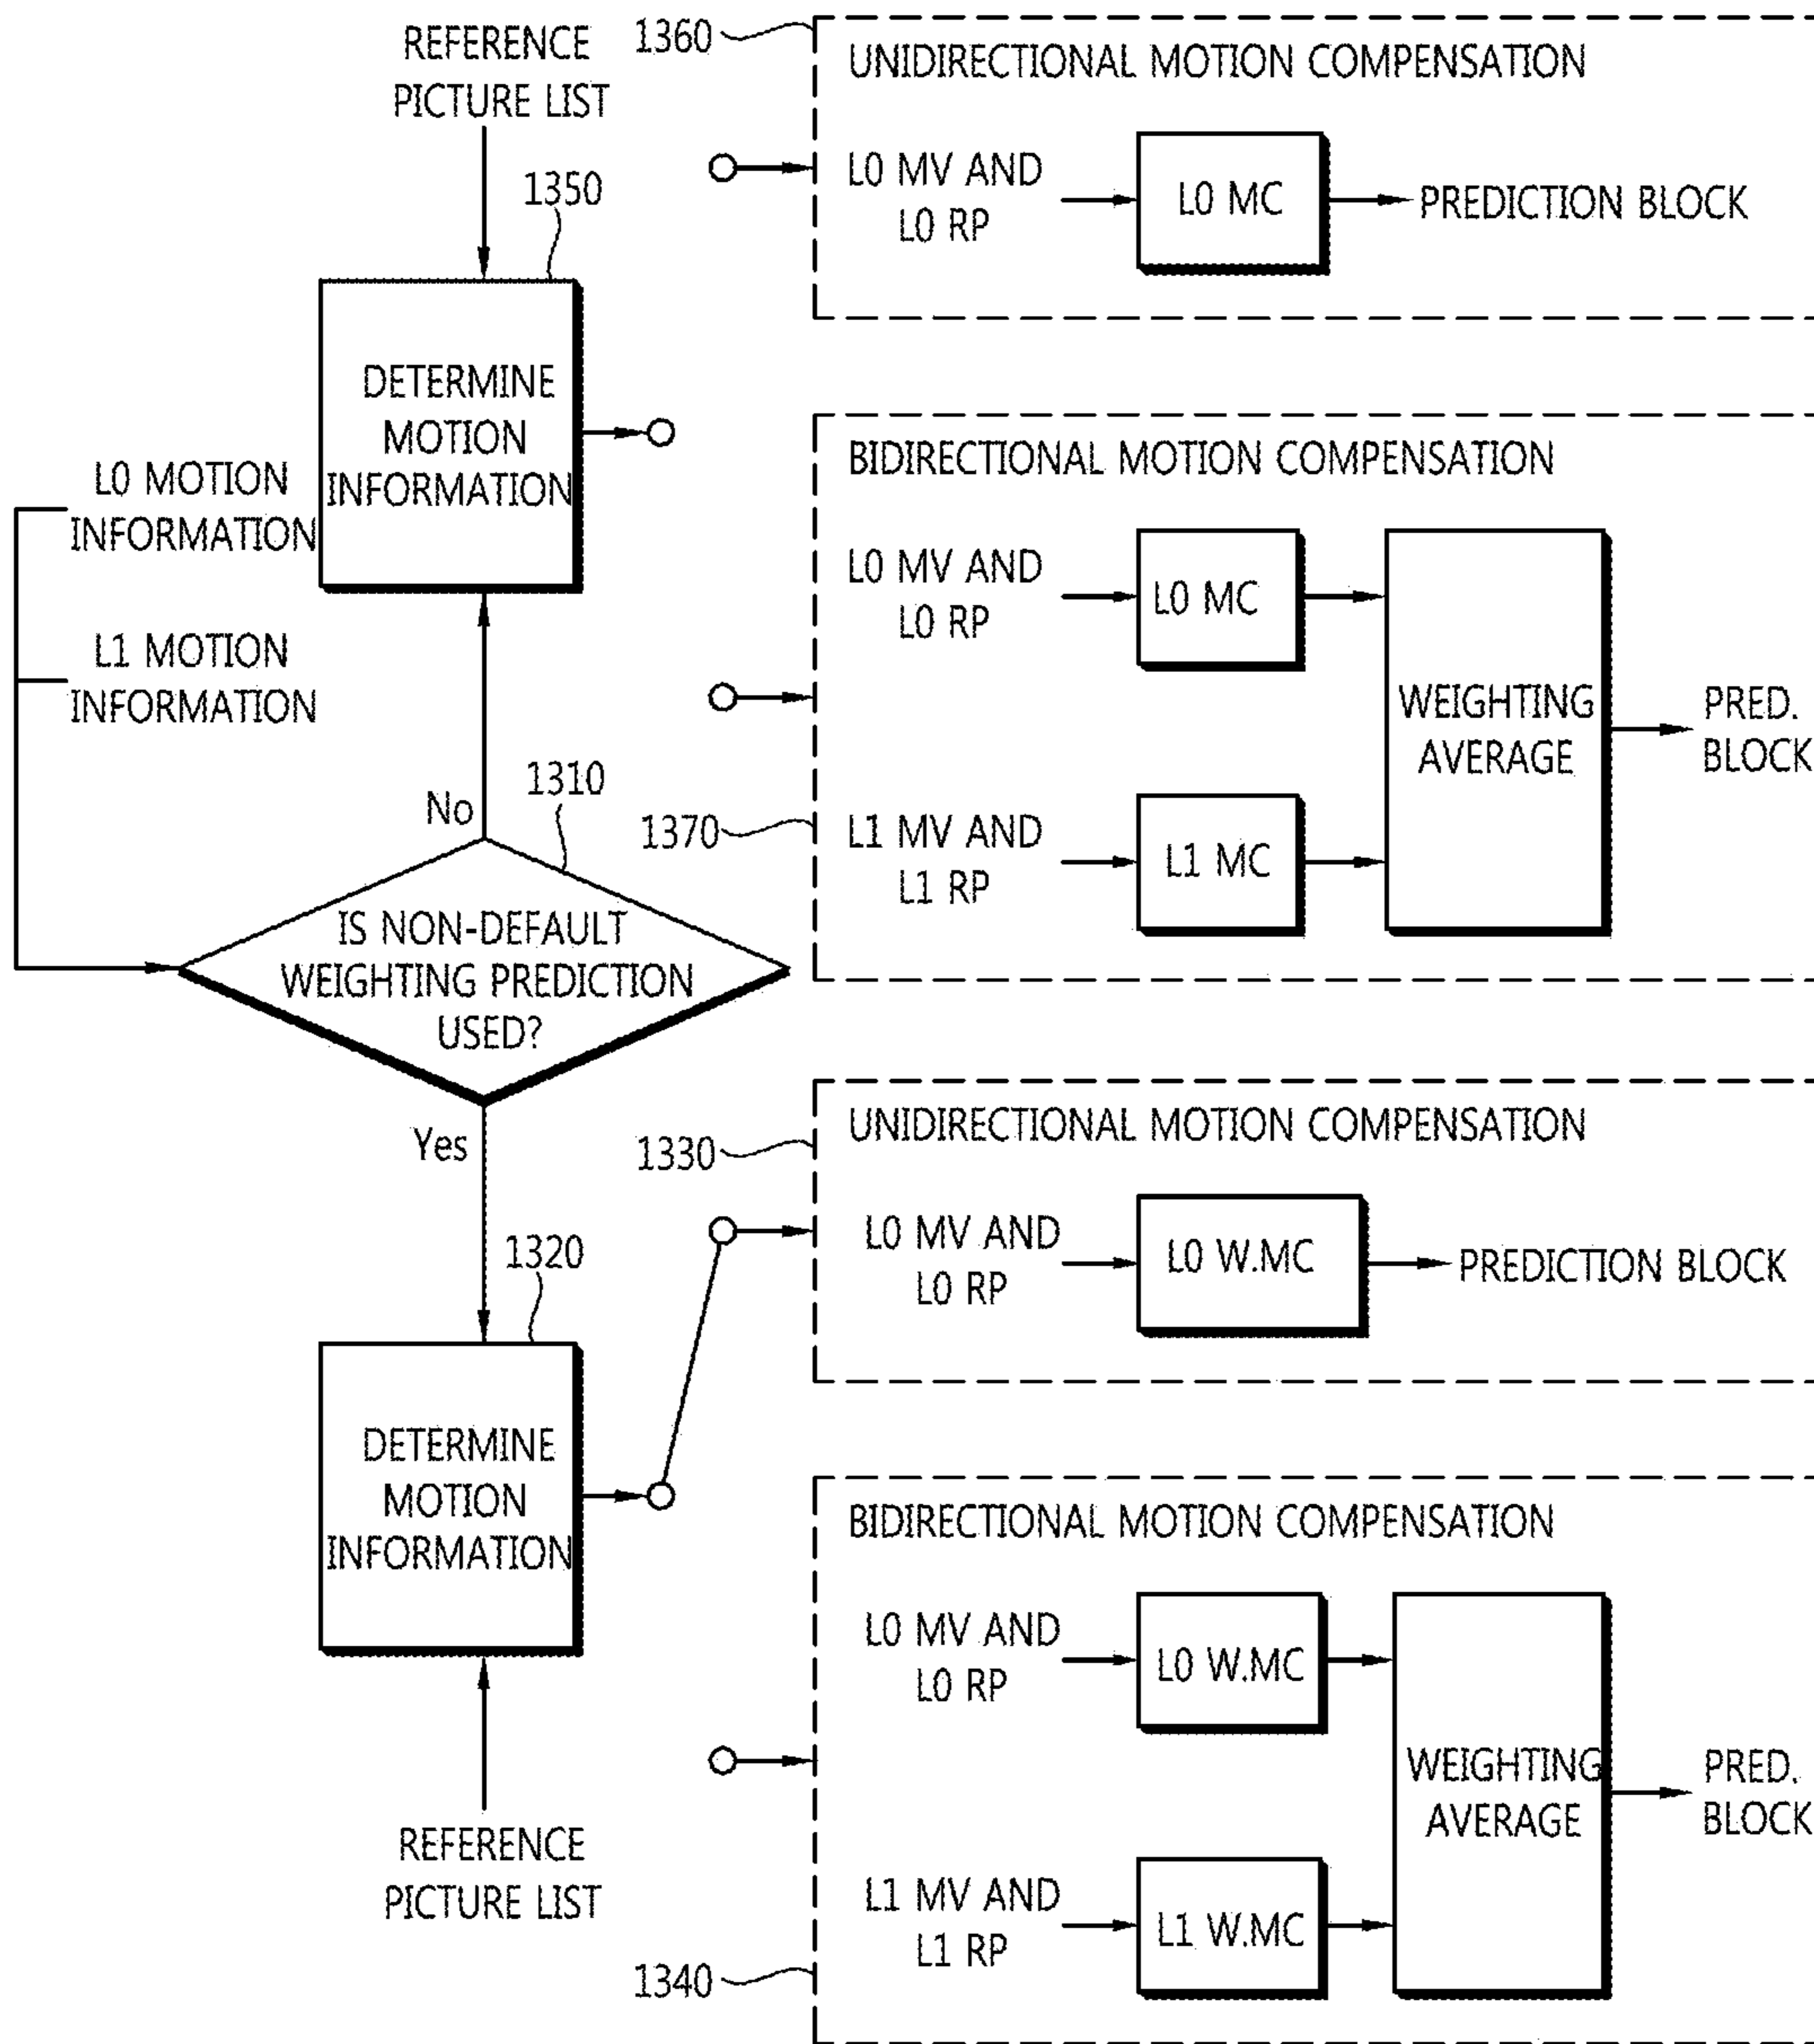 REFERENCE
PICTURE LIST
1350
DETERMINE
MOTION
INFORMATION
L0 MOTION
INFORMATION
L1 MOTION
INFORMATION
No
1310
IS NON-DEFAULT
WEIGHTING PREDICTION
USED?
Yes
1320
DETERMINE
MOTION
INFORMATION
REFERENCE
PICTURE LIST
1360
UNIDIRECTIONAL MOTION COMPENSATION
L0 MV AND
L0 RP
L0 MC
PREDICTION BLOCK
BIDIRECTIONAL MOTION COMPENSATION
L0 MV AND
L0 RP
L0 MC
1370
L1 MV AND
L1 RP
L1 MC
WEIGHTING
AVERAGE
PRED.
BLOCK
UNIDIRECTIONAL MOTION COMPENSATION
1330
L0 MV AND
L0 RP
L0 W.MC
PREDICTION BLOCK
BIDIRECTIONAL MOTION COMPENSATION
L0 MV AND
L0 RP
L0 W.MC
L1 MV AND
L1 RP
L1 W.MC
1340
WEIGHTING
AVERAGE
PRED.
BLOCK